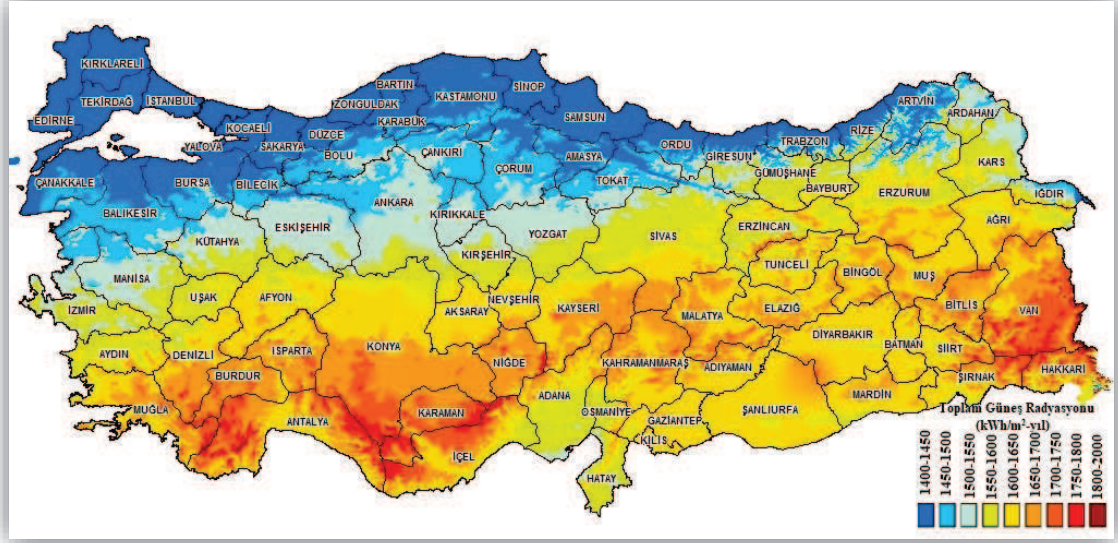 KIRKLARELİ
TEKİRDAĞ
İSTANBUL
EDİRNE
KOCAELİ
YALOVA
SAKARYA
DÜZCE
BOLU
ZONGULDAK
BARTIN
KARABÜK
KASTAMONU
SİNOP
SAMSUN
ÇANKIRI
ÇORUM
AMASYA
TOKAT
ORDU
GİRESUN
TRABZON
RİZE
ARTVİN
ARDAHAN
GÜMÜŞHANE
BAYBURT
ERZURUM
KARS
IĞDIR
AĞRI
ÇANAKKALE
BURSA
BİLECİK
BALIKEŞİR
KÜTAHYA
ESKİŞEHİR
ANKARA
KIRIKKALE
YOZGAT
KIRŞEHİR
SİVAS
ERZİNCAN
TUNCELİ
BİNGÖL
MUŞ
BİTLİS
VAN
MANİSA
İZMİR
UŞAK
AFYON
AKSARAY
NEVŞEHİR
KAYSERİ
MALATYA
ELAZIĞ
DİYARBAKIR
BATMAN
SİİRT
ŞIRNAK
HAKKARİ
AYDIN
DENİZLİ
ISPARTA
BURDUR
KONYA
NİĞDE
KAHRAMANMARAŞ
ADIYAMAN
MARDİN
MUĞLA
ANTALYA
KARAMAN
İÇEL
ADANA
OSMANİYE
GAZİANTEP
KİLİS
ŞANLIURFA
HATAY
Toplam Güneş Radyasyonu
(kWh/m²-yıl)
1400-1450
1450-1500
1500-1550
1550-1600
1600-1650
1650-1700
1700-1750
1750-1800
1800-2000